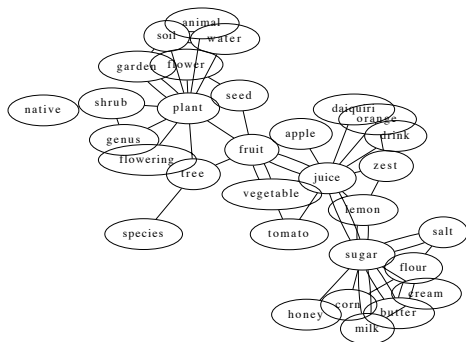 animal
soil
water
garden
flower
seed
native
shrub
plant
daiquiri
orange
genus
apple
drink
flowering
fruit
tree
juice
zest
vegetable
lemon
species
tomato
salt
sugar
flour
cream
honey
corn
butter
milk